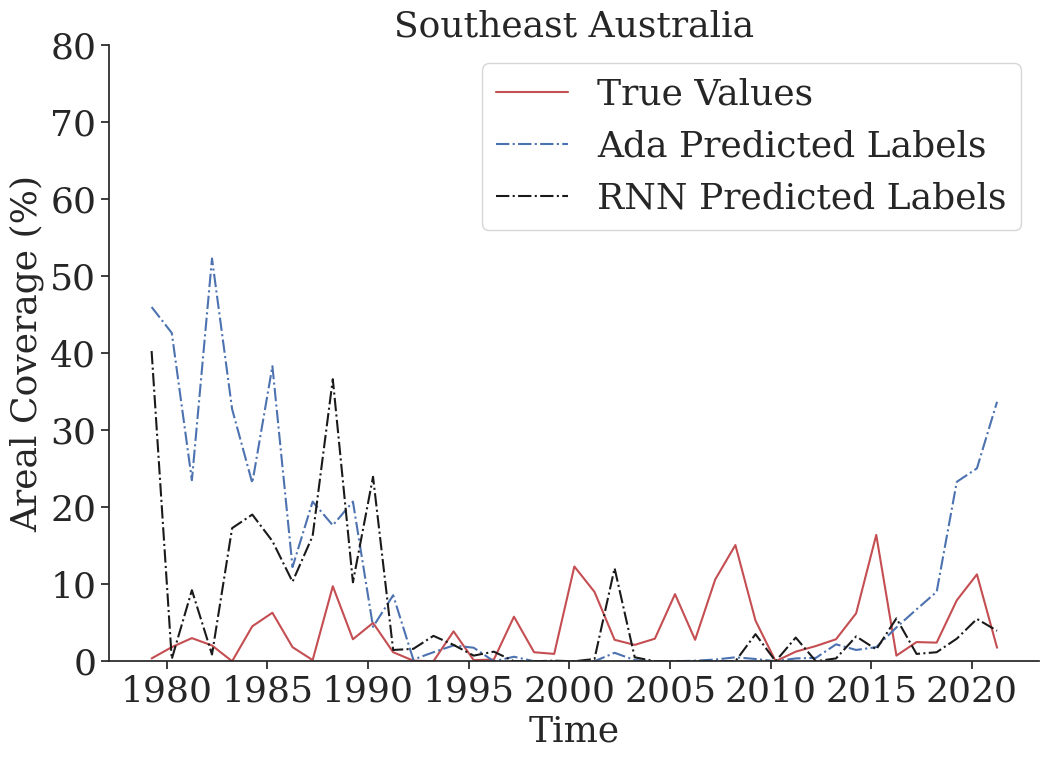 Southeast Australia
True Values
Ada Predicted Labels
RNN Predicted Labels
Areal Coverage (%)
80
70
60
50
40
30
20
10
0
1980 1985 1990 1995 2000 2005 2010 2015 2020
Time